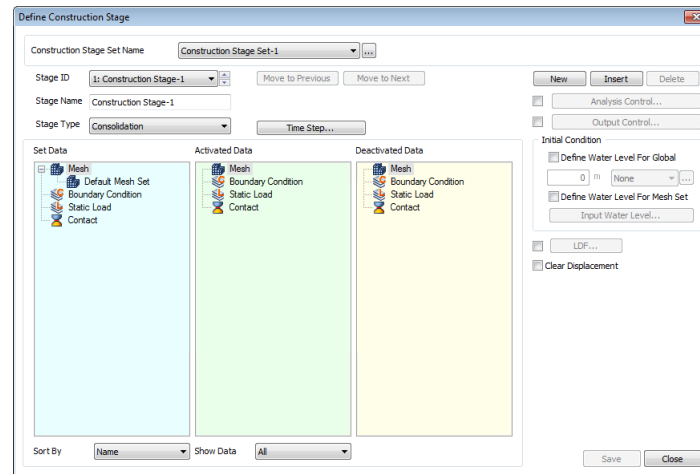 Define Construction Stage
Construction Stage Set Name Construction Stage Set-1 ...
Stage ID 1: Construction Stage-1 Move to Previous Move to Next New Insert Delete
Stage Name Construction Stage-1 Analysis Control...
Stage Type Consolidation Time Step... Output Control...
Set Data Activated Data Deactivated Data Initial Condition
Mesh Mesh Mesh Define Water Level For Global
Default Mesh Set Boundary Condition Boundary Condition 0 m None ...
Boundary Condition Static Load Static Load Define Water Level For Mesh Set
Static Load Contact Contact Input Water Level...
Contact
LDF...
Clear Displacement
Sort By Name Show Data All
Save Close